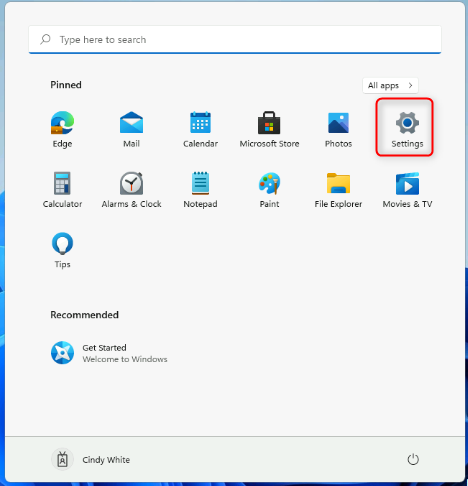 Type here to search
Pinned
All apps
Edge
Mail
Calendar
Microsoft Store
Photos
Settings
Calculator
Alarms & Clock
Notepad
Paint
File Explorer
Movies & TV
Tips
Recommended
Get Started
Welcome to Windows
Cindy White